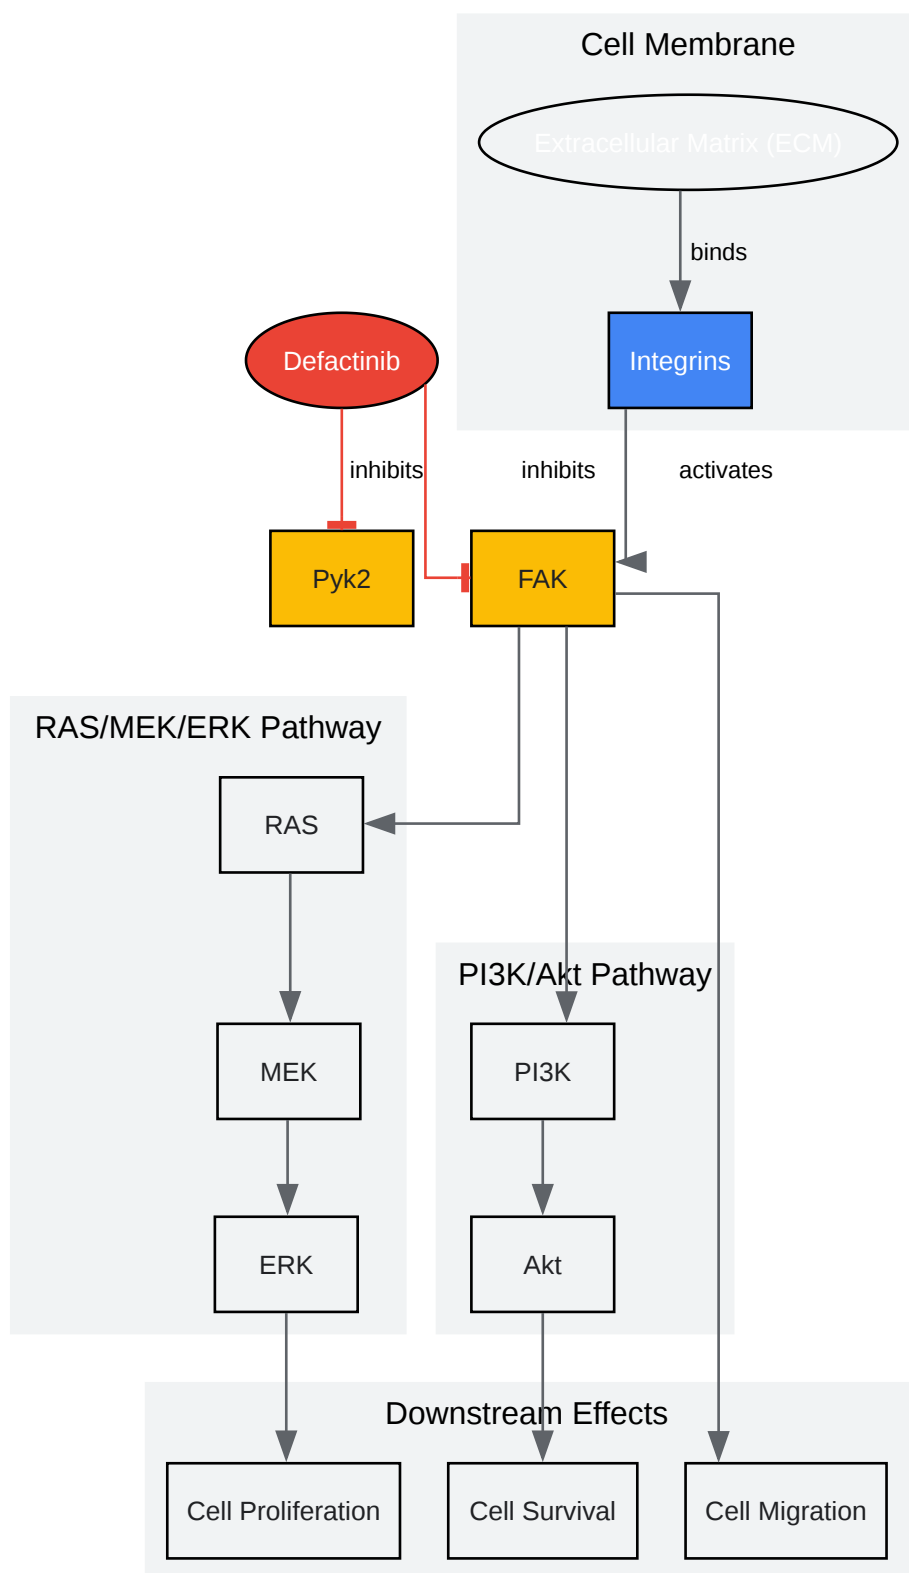 Cell Membrane
Extracellular Matrix (ECM)
binds
Defactinib
Integrins
inhibits
inhibits
activates
Pyk2
FAK
RAS/MEK/ERK Pathway
RAS
PI3K/Akt Pathway
MEK
PI3K
ERK
Akt
Downstream Effects
Cell Proliferation
Cell Survival
Cell Migration